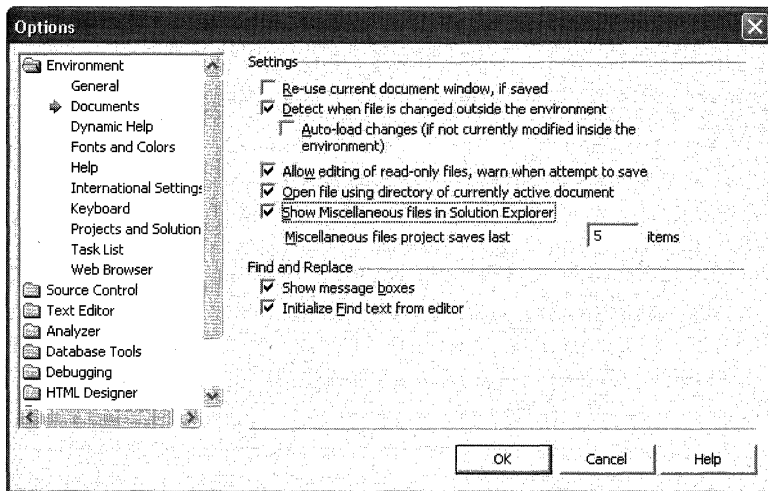 Options
Environment
General
Documents
Dynamic Help
Fonts and Colors
Help
International Settings
Keyboard
Projects and Solution
Task List
Web Browser
Source Control
Text Editor
Analyzer
Database Tools
Debugging
HTML Designer
Settings
Re-use current document window, if saved
Detect when file is changed outside the environment
Auto-load changes (if not currently modified inside the
environment)
Allow editing of read-only files, warn when attempt to save
Open file using directory of currently active document
Show Miscellaneous files in Solution Explorer
Miscellaneous files project saves last 5 items
Find and Replace
Show message boxes
Initialize Find text from editor
OK Cancel Help